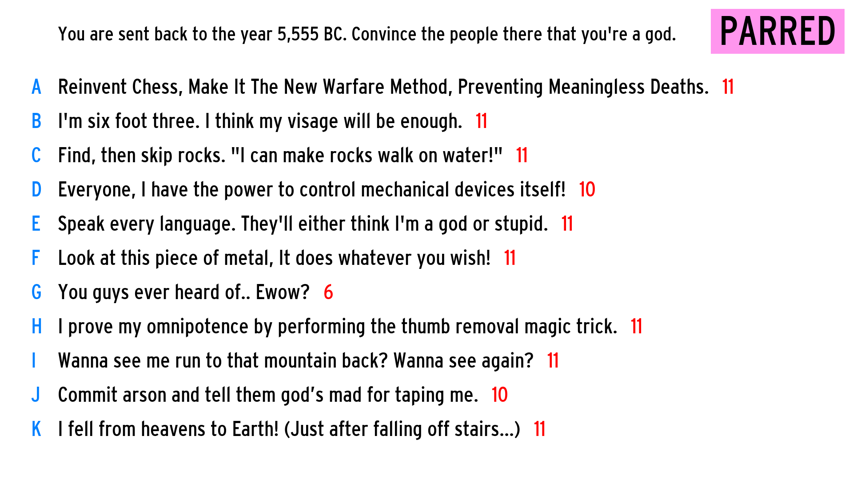 You are sent back to the year 5,555 BC. Convince the people there that you're a god.
PARRED
A Reinvent Chess, Make It The New Warfare Method, Preventing Meaningless Deaths. 11
B I'm six foot three. I think my visage will be enough. 11
C Find, then skip rocks. "I can make rocks walk on water!" 11
D Everyone, I have the power to control mechanical devices itself! 10
E Speak every language. They'll either think I'm a god or stupid. 11
F Look at this piece of metal, It does whatever you wish! 11
G You guys ever heard of.. Ewow? 6
H I prove my omnipotence by performing the thumb removal magic trick. 11
I Wanna see me run to that mountain back? Wanna see again? 11
J Commit arson and tell them god’s mad for taping me. 10
K I fell from heavens to Earth! (Just after falling off stairs...) 11